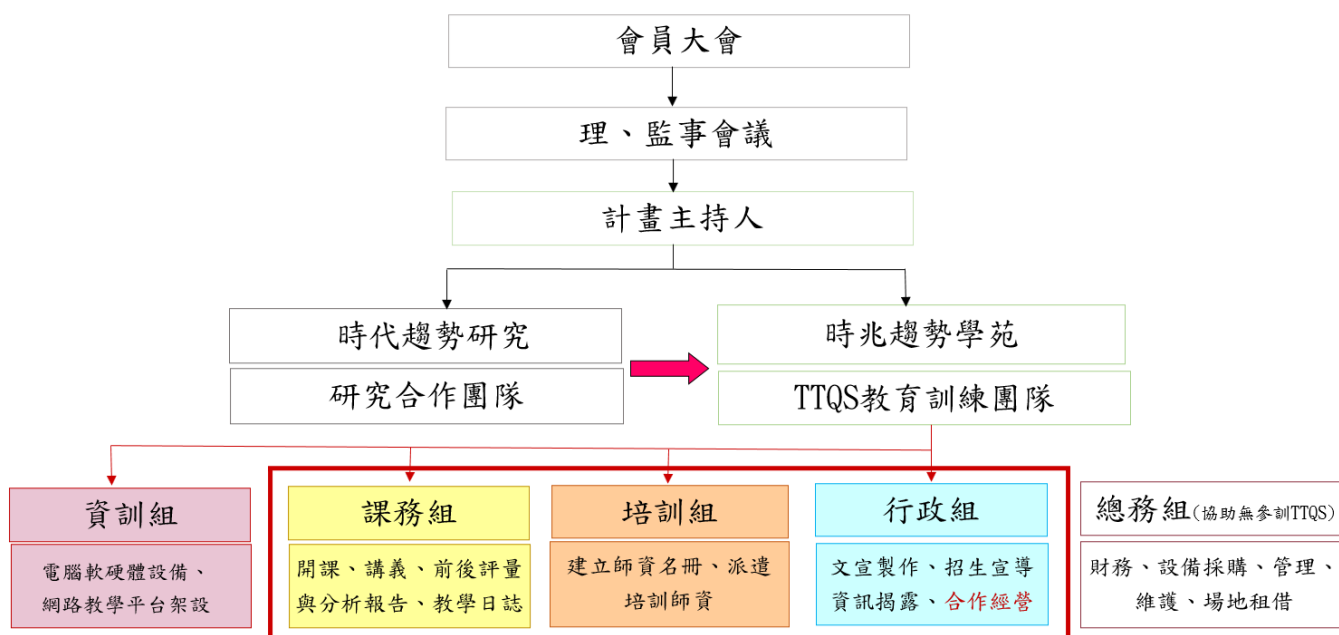 會員大會
理、監事會議
計畫主持人
時代趨勢研究
研究合作團隊
時兆趨勢學苑
TTQS教育訓練團隊
資訓組
電腦軟硬體設備、
網路教學平台架設
課務組
開課、講義、前後評量
與分析報告、教學日誌
培訓組
建立師資名冊、派遣
培訓師資
行政組
文宣製作、招生宣導
資訊揭露、合作經營
總務組(協助無參訓TTQS)
財務、設備採購、管理、
維護、場地租借